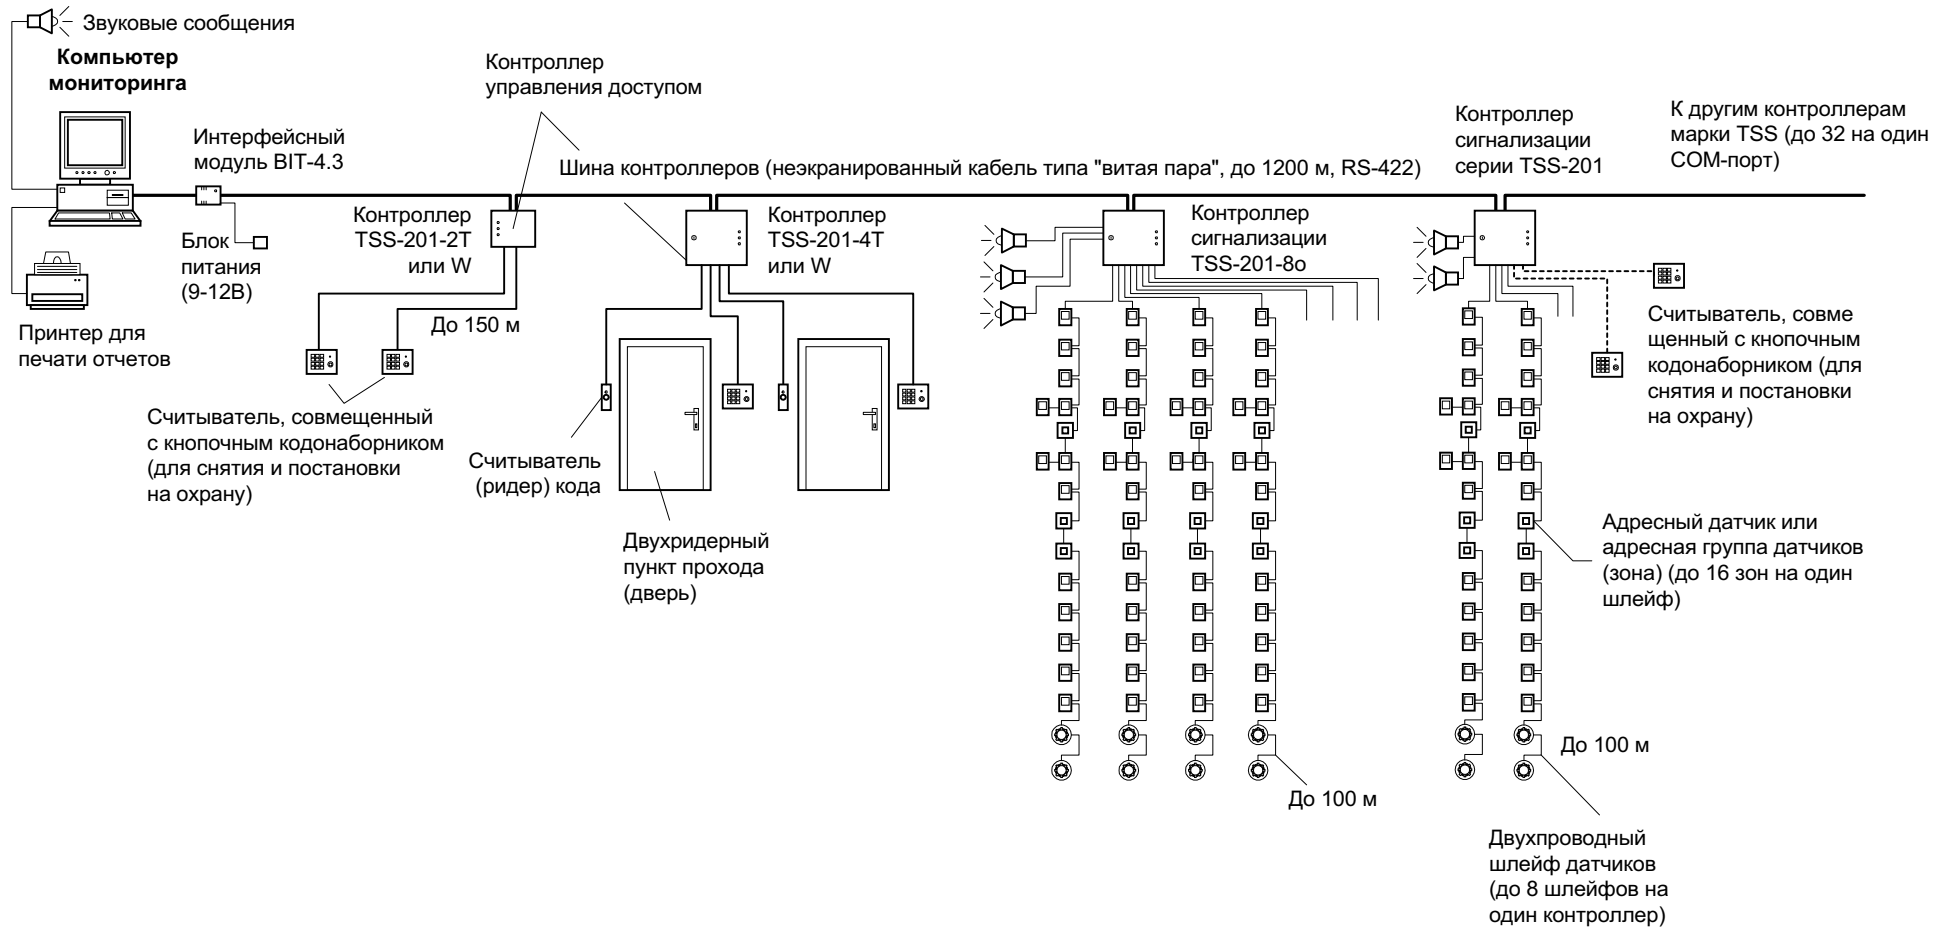 Звуковые сообщения
Компьютер
мониторинга
Интерфейсный
модуль BIT-4.3
Контроллер
управления доступом
Шина контроллеров (неэкранированный кабель типа "витая пара", до 1200 м, RS-422)
Контроллер
сигнализации
серии TSS-201
К другим контроллерам
марки TSS (до 32 на один
COM-порт)
Блок
питания
(9-12В)
Принтер для
печати отчетов
Контроллер
TSS-201-2T
или W
До 150 м
Контроллер
TSS-201-4T
или W
Контроллер
сигнализации
TSS-201-8о
Считыватель, совмещенный
с кнопочным кодонаборником
(для снятия и постановки
на охрану)
Считыватель
(ридер) кода
Двухридерный
пункт прохода
(дверь)
Считыватель, совме
щенный с кнопочным
кодонаборником (для
снятия и постановки
на охрану)
Адресный датчик или
адресная группа датчиков
(зона) (до 16 зон на один
шлейф)
До 100 м
До 100 м
Двухпроводный
шлейф датчиков
(до 8 шлейфов на
один контроллер)